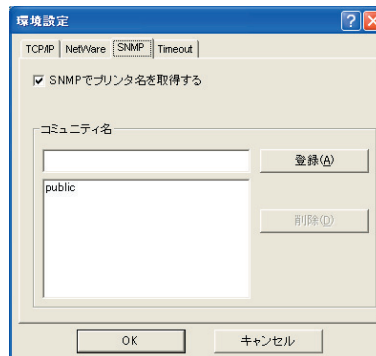 環境設定
TCP/IP NetWare SNMP Timeout
SNMPでプリンタ名を取得する
コミュニティ名
登録(A)
public
削除(D)
OK キャンセル